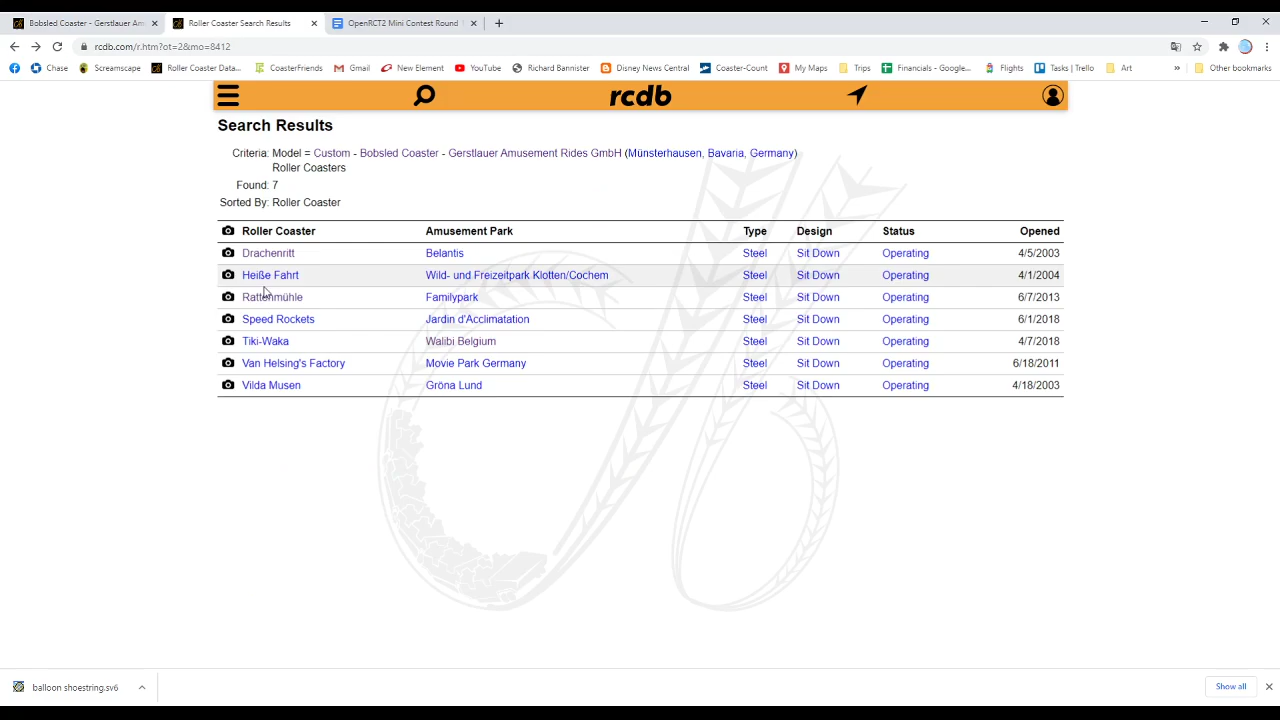 Bobsled Coaster - Gerstlauer Am
Roller Coaster Search Results
OpenRCT2 Mini Contest Round
rcdb.com/r.htm?ot=2&mo=8412
Chase
Screamscape
Roller Coaster Data...
CoasterFriends
Gmail
New Element
YouTube
Richard Bannister
Disney News Central
Coaster-Count
My Maps
Trips
Financials - Google...
Flights
Tasks | Trello
Art
»
Other bookmarks
rcdb
Search Results
Criteria: Model = Custom - Bobsled Coaster - Gerstlauer Amusement Rides GmbH (Münsterhausen, Bavaria, Germany)
Roller Coasters
Found: 7
Sorted By: Roller Coaster
Roller Coaster Amusement Park Type Design Status Opened
Drachenritt Belantis Steel Sit Down Operating 4/5/2003
Heiße Fahrt Wild- und Freizeitpark Klotten/Cochem Steel Sit Down Operating 4/1/2004
Rattenmühle Familypark Steel Sit Down Operating 6/7/2013
Speed Rockets Jardin d'Acclimatation Steel Sit Down Operating 6/1/2018
Tiki-Waka Walibi Belgium Steel Sit Down Operating 4/7/2018
Van Helsing's Factory Movie Park Germany Steel Sit Down Operating 6/18/2011
Vilda Musen Gröna Lund Steel Sit Down Operating 4/18/2003
balloon shoestring.sv6
Show all